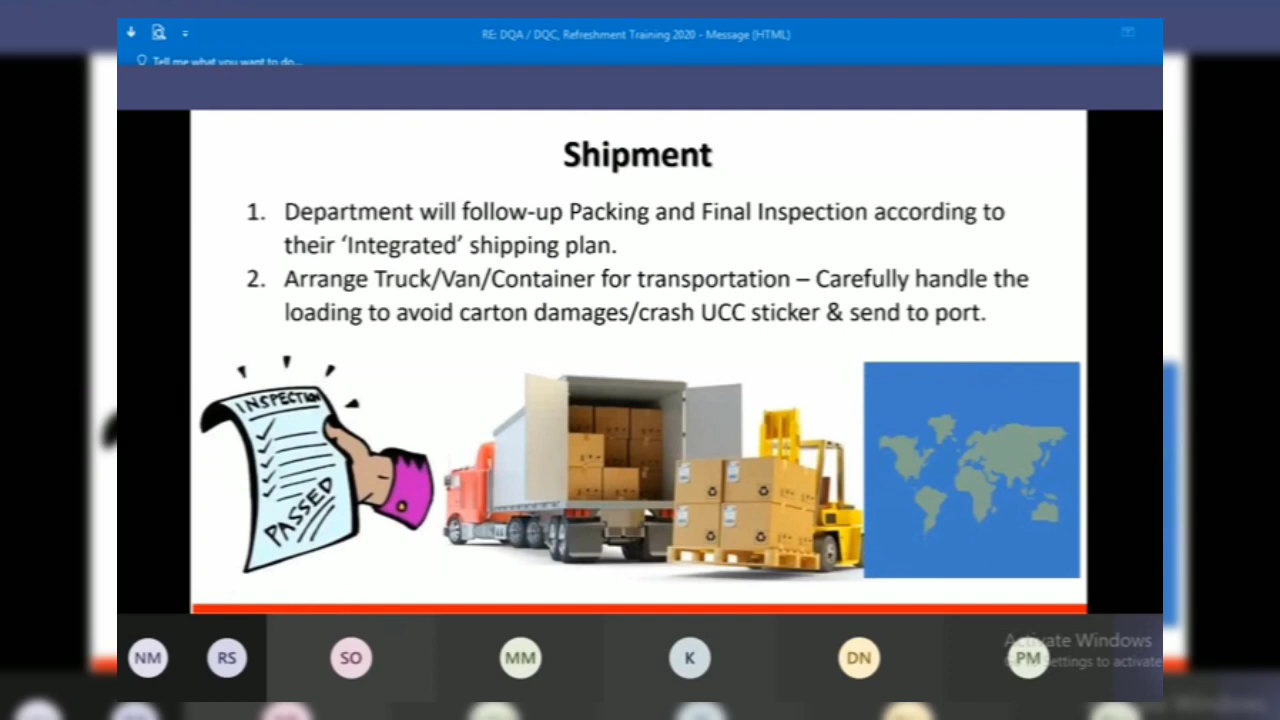 RE: DQA / DQC, Refreshment Training 2020 - Message (HTML)
Tell me what you want to do...
Shipment
1. Department will follow-up Packing and Final Inspection according to
their ‘Integrated’ shipping plan.
2. Arrange Truck/Van/Container for transportation – Carefully handle the
loading to avoid carton damages/crash UCC sticker & send to port.
INSPECTION
PASSED
NM RS SO MM K DN PM
Activate Windows
Settings to activate